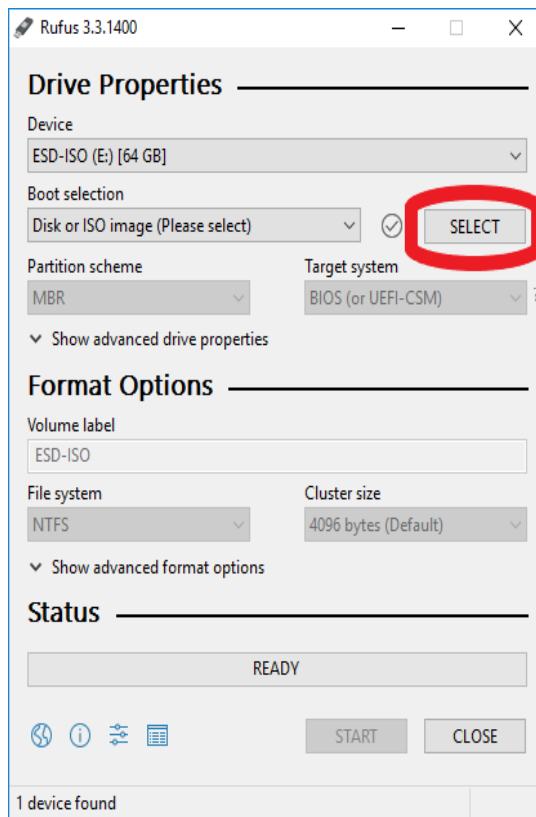 Rufus 3.3.1400
Drive Properties
Device
ESD-ISO (E:) [64 GB]
Boot selection
Disk or ISO image (Please select)
SELECT
Partition scheme
Target system
MBR
BIOS (or UEFI-CSM)
?
Show advanced drive properties
Format Options
Volume label
ESD-ISO
File system
Cluster size
NTFS
4096 bytes (Default)
Show advanced format options
Status
READY
START
CLOSE
1 device found